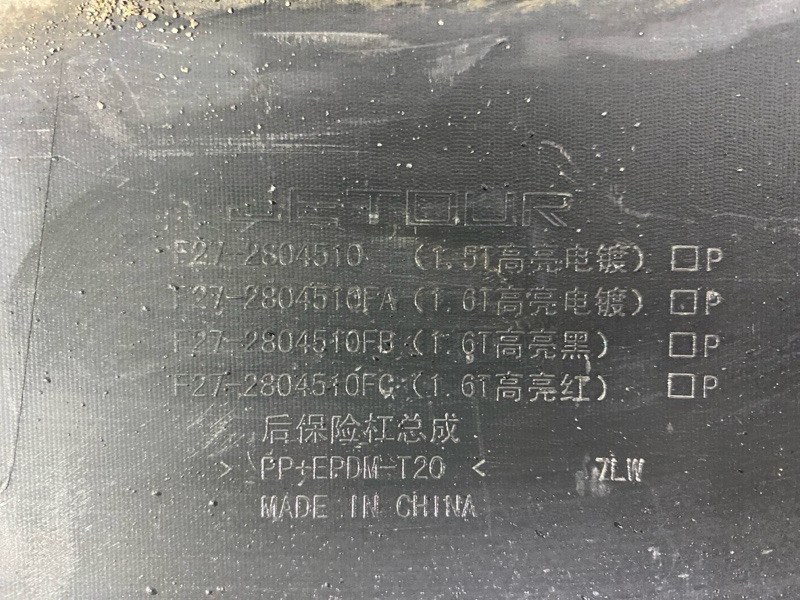 JETOUR
F27-2804510 (1.5T高亮电镀) □P
F27-2804510FA (1.6T高亮电镀) □P
F27-2804510FB (1.6T高亮黑) □P
F27-2804510FC (1.6T高亮红) □P
后保险杠总成
> PP+EPDM-T20 < 7LW
MADE IN CHINA